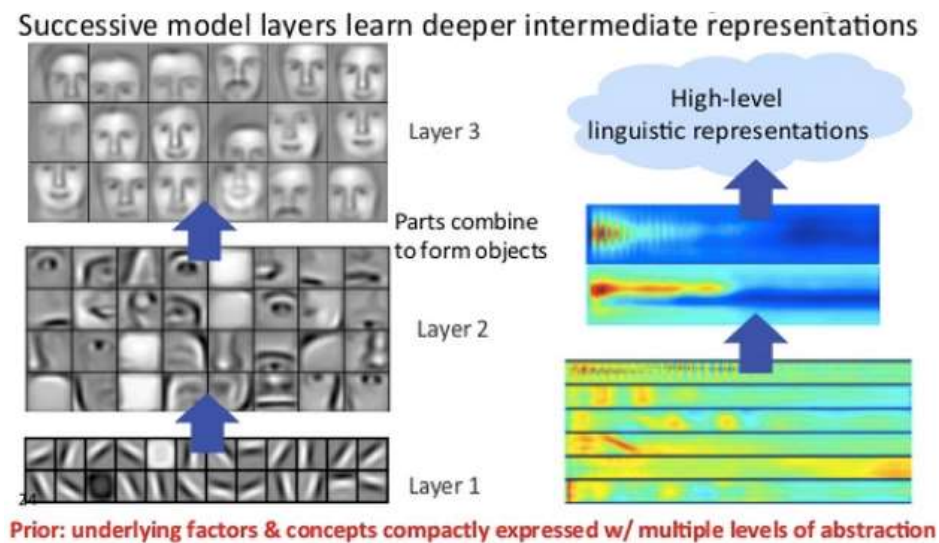 Successive model layers learn deeper intermediate representations
High-level
linguistic representations
Layer 3
Parts combine
to form objects
Layer 2
Layer 1
24
Prior: underlying factors & concepts compactly expressed w/ multiple levels of abstraction